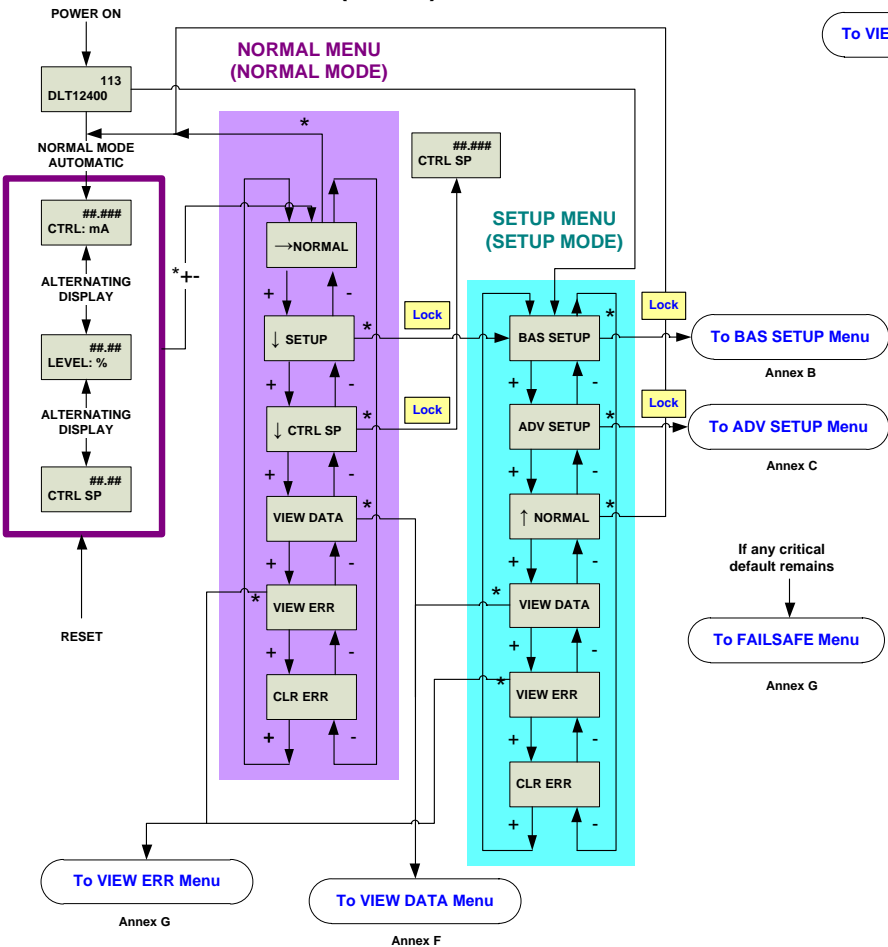 POWER ON
To VIE
NORMAL MENU
(NORMAL MODE)
113
DLT12400
*
NORMAL MODE
AUTOMATIC
##.###
CTRL SP
##.###
CTRL: mA
SETUP MENU
(SETUP MODE)
→NORMAL
*+-
ALTERNATING
DISPLAY
+
-
Lock
*
Lock
*
↓ SETUP
BAS SETUP
To BAS SETUP Menu
##.##
LEVEL: %
Annex B
+
-
*
Lock
+
-
Lock
*
ALTERNATING
DISPLAY
↓ CTRL SP
ADV SETUP
To ADV SETUP Menu
Annex C
+
-
+
-
##.##
CTRL SP
*
*
VIEW DATA
↑ NORMAL
If any critical
default remains
+
-
+
-
*
*
VIEW ERR
VIEW DATA
RESET
To FAILSAFE Menu
+
-
+
-
*
Annex G
CLR ERR
VIEW ERR
+
-
+
-
CLR ERR
+
-
To VIEW ERR Menu
To VIEW DATA Menu
Annex G
Annex F